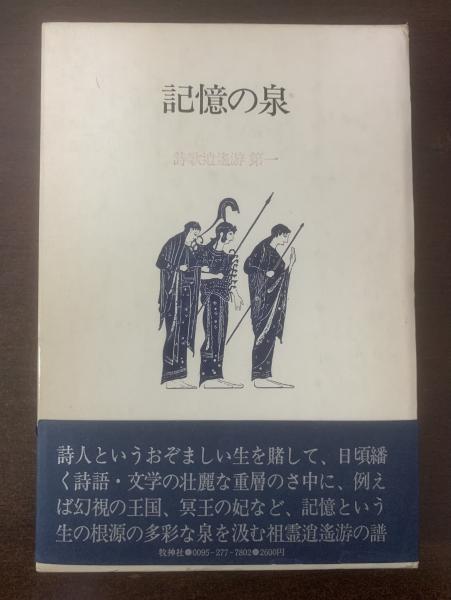 記憶の泉
詩歌逍遙游 第一
詩人というおぞましい生を賭して、日頃繙
く詩語・文学の壮麗な重層のさ中に、例え
ば幻視の王国、冥王の妃など、記憶という
生の根源の多彩な泉を汲む祖霊逍遙游の譜
牧神社●0095-277-7802●2600円